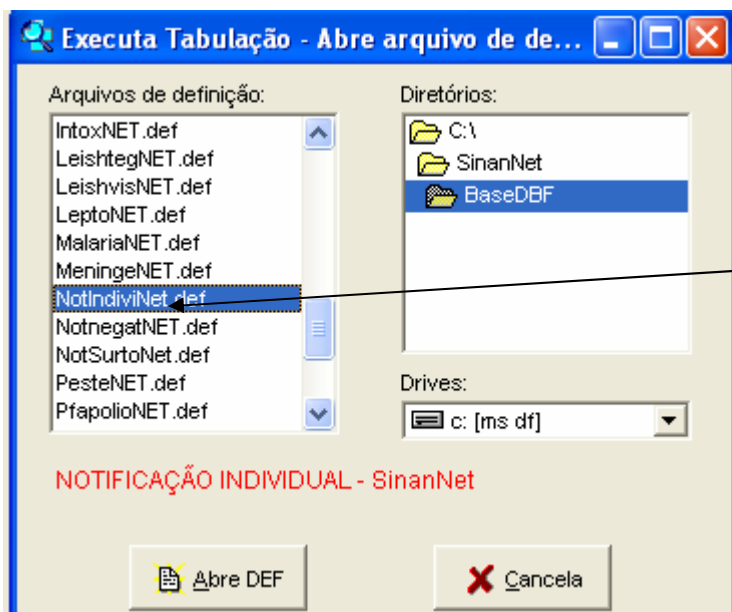 Executa Tabulação - Abre arquivo de de...
Arquivos de definição:
IntoxNET.def
LeishtegNET.def
LeishvisNET.def
LeptoNET.def
MalariaNET.def
MeningeNET.def
NotIndiviNet.def
NotnegatNET.def
NotSurtoNet.def
PesteNET.def
PfapolioNET.def
Diretórios:
C:\
SinanNet
BaseDBF
Drives:
c: [ms df]
NOTIFICAÇÃO INDIVIDUAL - SinanNet
Abre DEF
Cancela